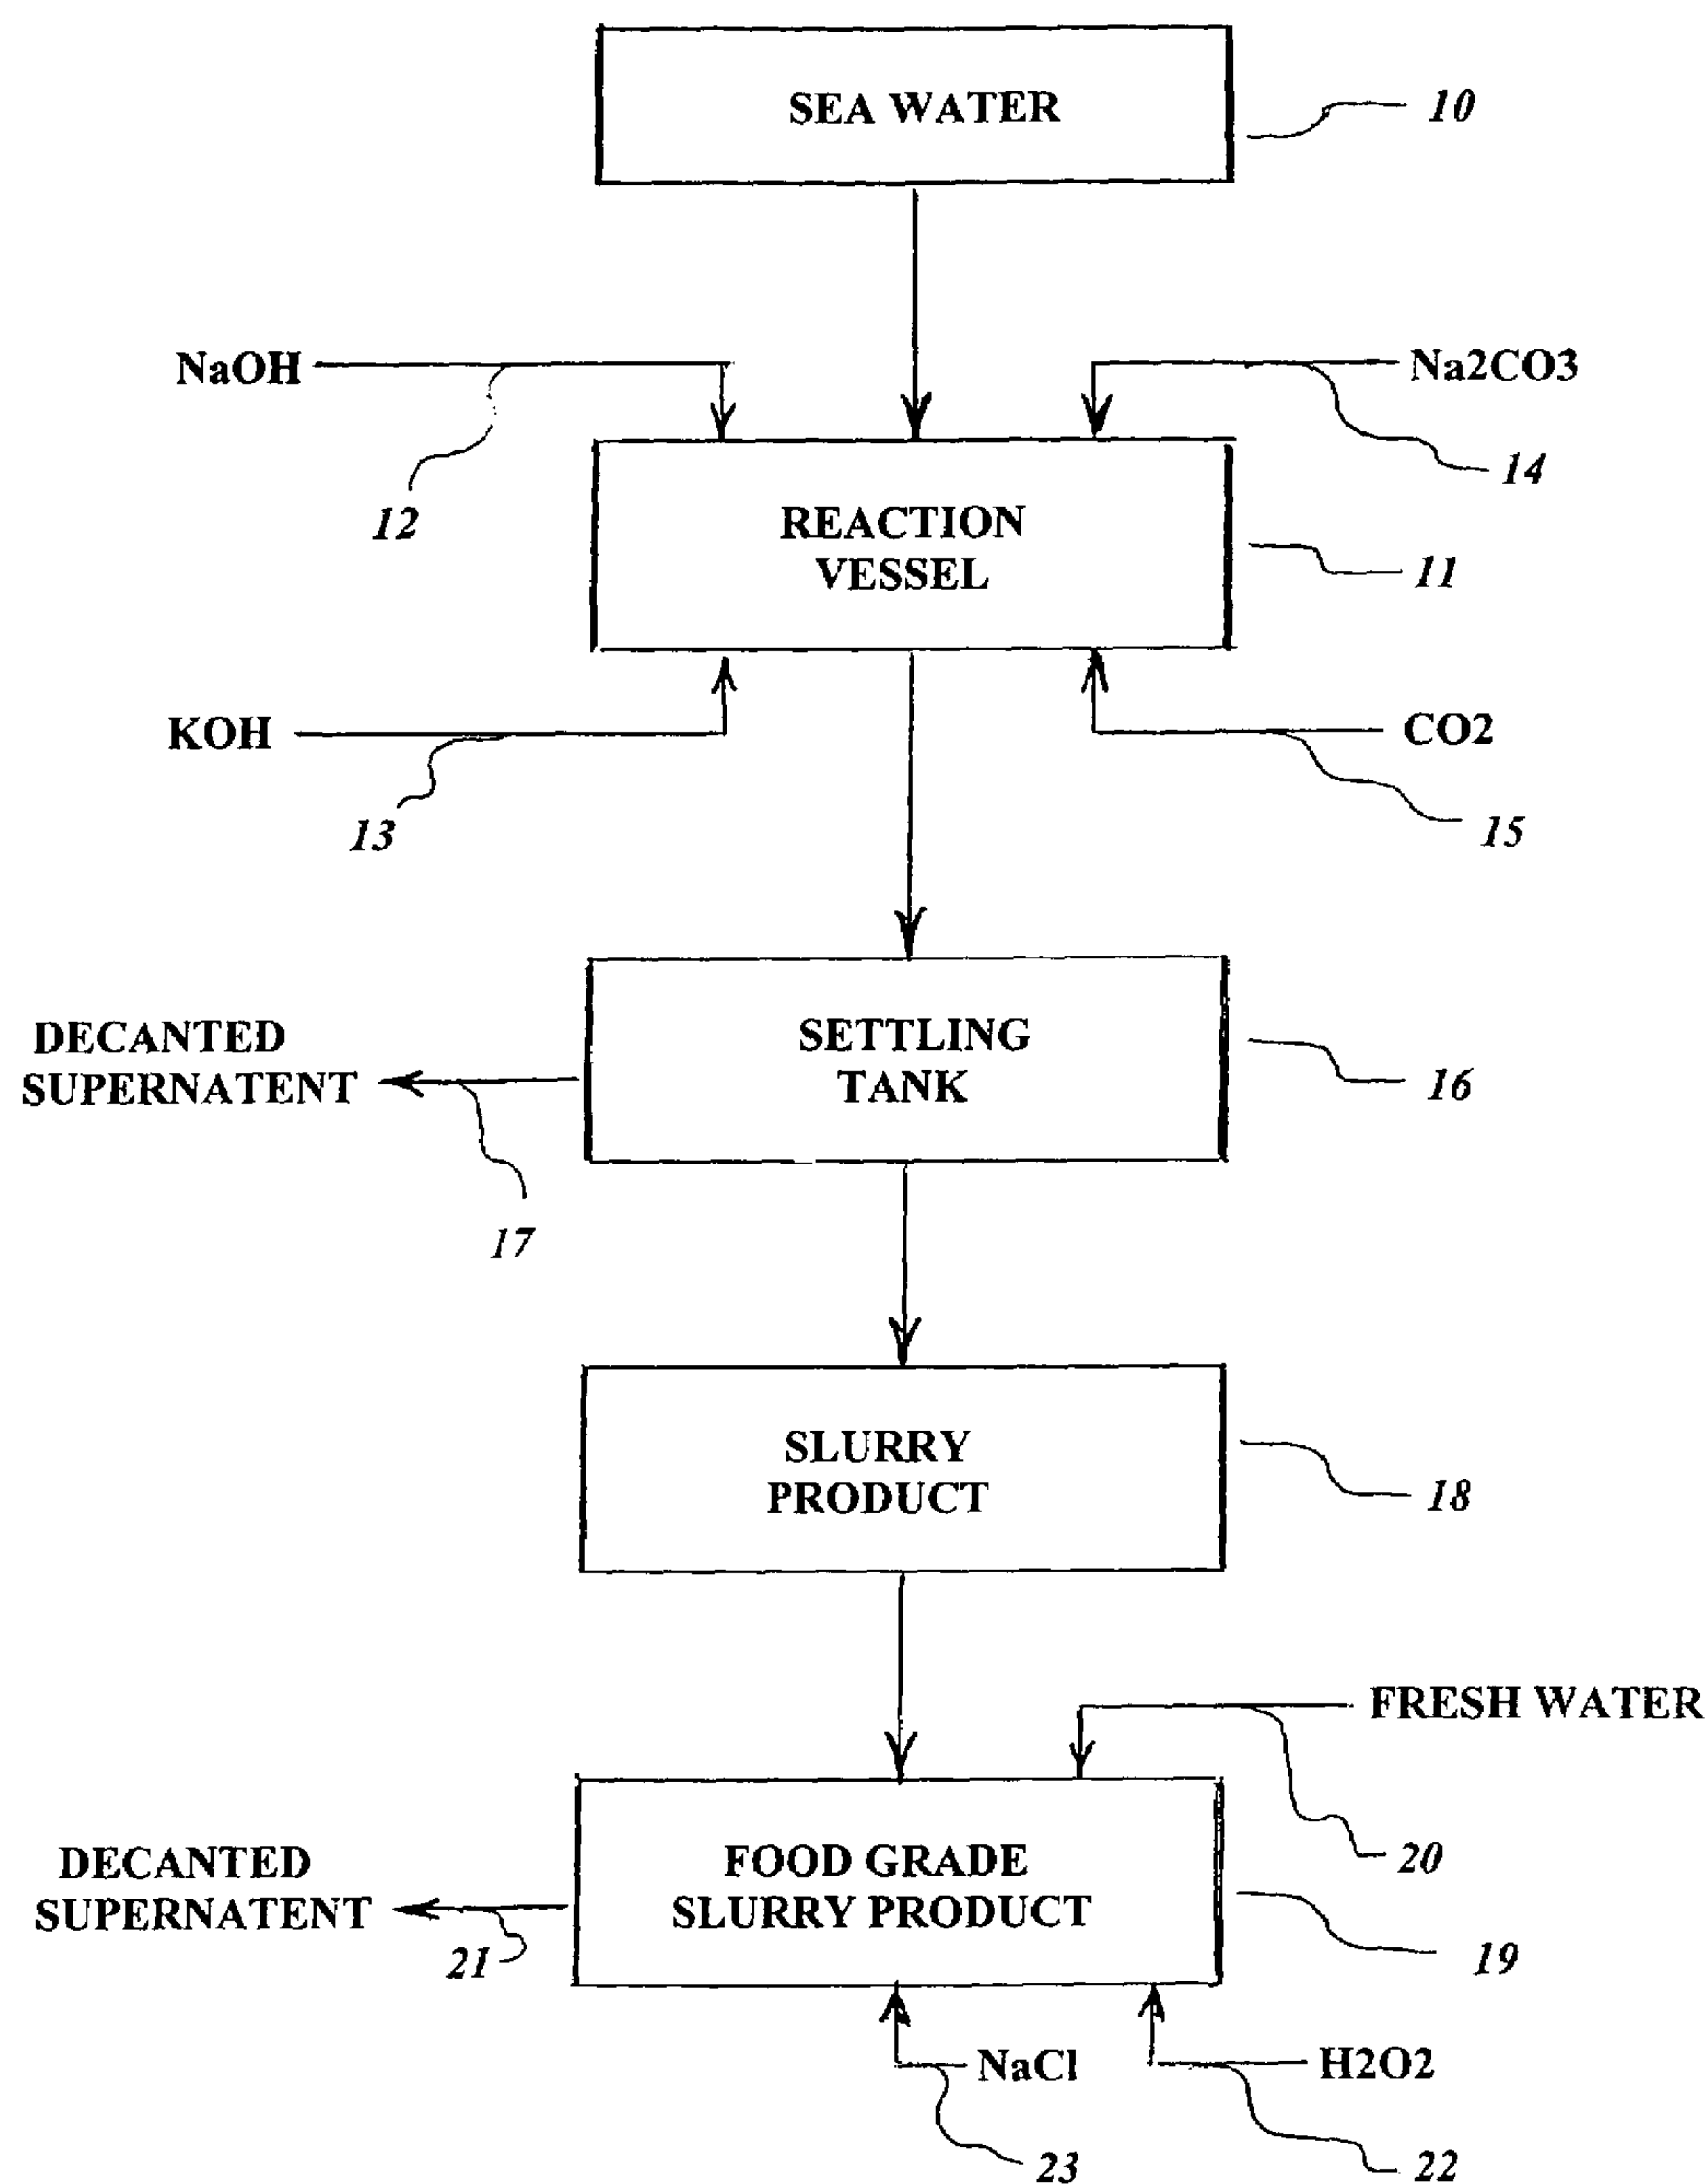 SEA WATER
10
NaOH
Na2CO3
12
14
REACTION
VESSEL
11
KOH
CO2
13
15
SETTLING
TANK
16
DECANTED
SUPERNATENT
17
SLURRY
PRODUCT
18
FRESH WATER
20
FOOD GRADE
SLURRY PRODUCT
19
DECANTED
SUPERNATENT
21
NaCl
H2O2
23
22